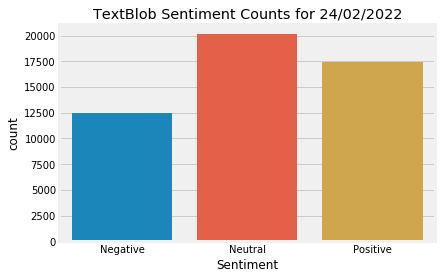 TextBlob Sentiment Counts for 24/02/2022
20000
17500
15000
12500
10000
7500
5000
2500
0
count
Negative Neutral Positive
Sentiment